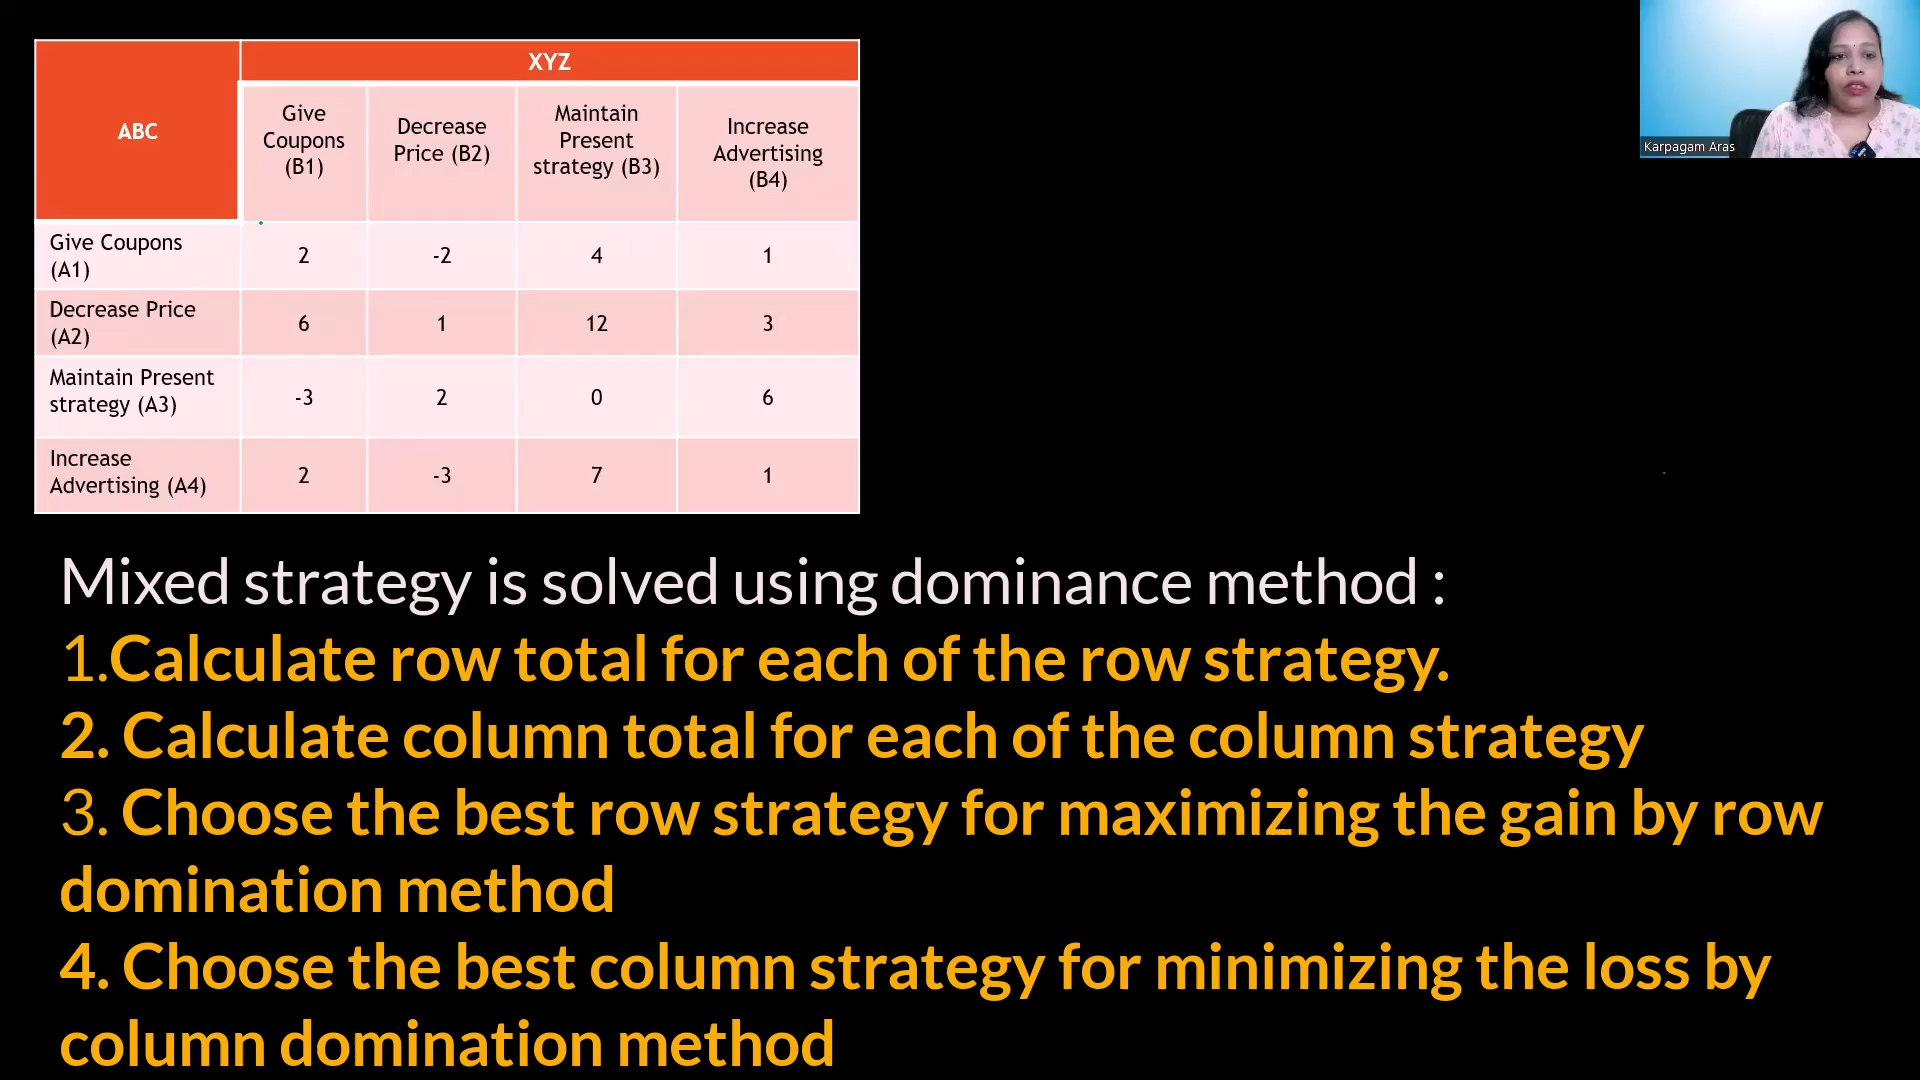 XYZ
ABC
Give
Coupons
(B1)
Decrease
Price (B2)
Maintain
Present
strategy (B3)
Increase
Advertising
(B4)
Give Coupons
(A1)
2 -2 4 1
Decrease Price
(A2)
6 1 12 3
Maintain Present
strategy (A3)
-3 2 0 6
Increase
Advertising (A4)
2 -3 7 1
Karpagam Aras
Mixed strategy is solved using dominance method :
1.Calculate row total for each of the row strategy.
2. Calculate column total for each of the column strategy
3. Choose the best row strategy for maximizing the gain by row
domination method
4. Choose the best column strategy for minimizing the loss by
column domination method